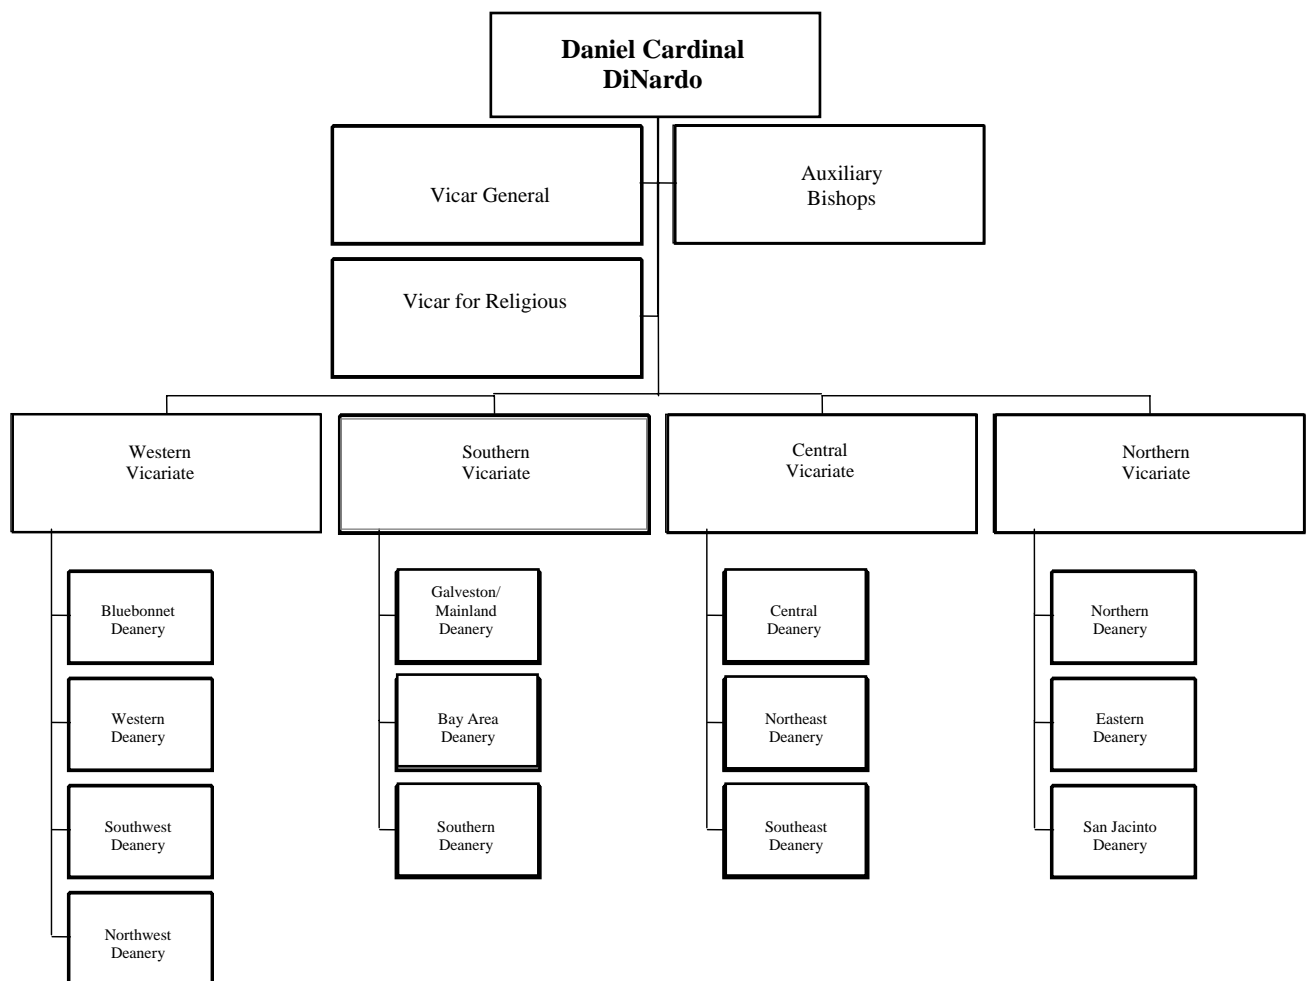 Daniel Cardinal
DiNardo
Vicar General
Auxiliary
Bishops
Vicar for Religious
Western
Vicariate
Southern
Vicariate
Central
Vicariate
Northern
Vicariate
Bluebonnet
Deanery
Galveston/
Mainland
Deanery
Central
Deanery
Northern
Deanery
Western
Deanery
Bay Area
Deanery
Northeast
Deanery
Eastern
Deanery
Southwest
Deanery
Southern
Deanery
Southeast
Deanery
San Jacinto
Deanery
Northwest
Deanery